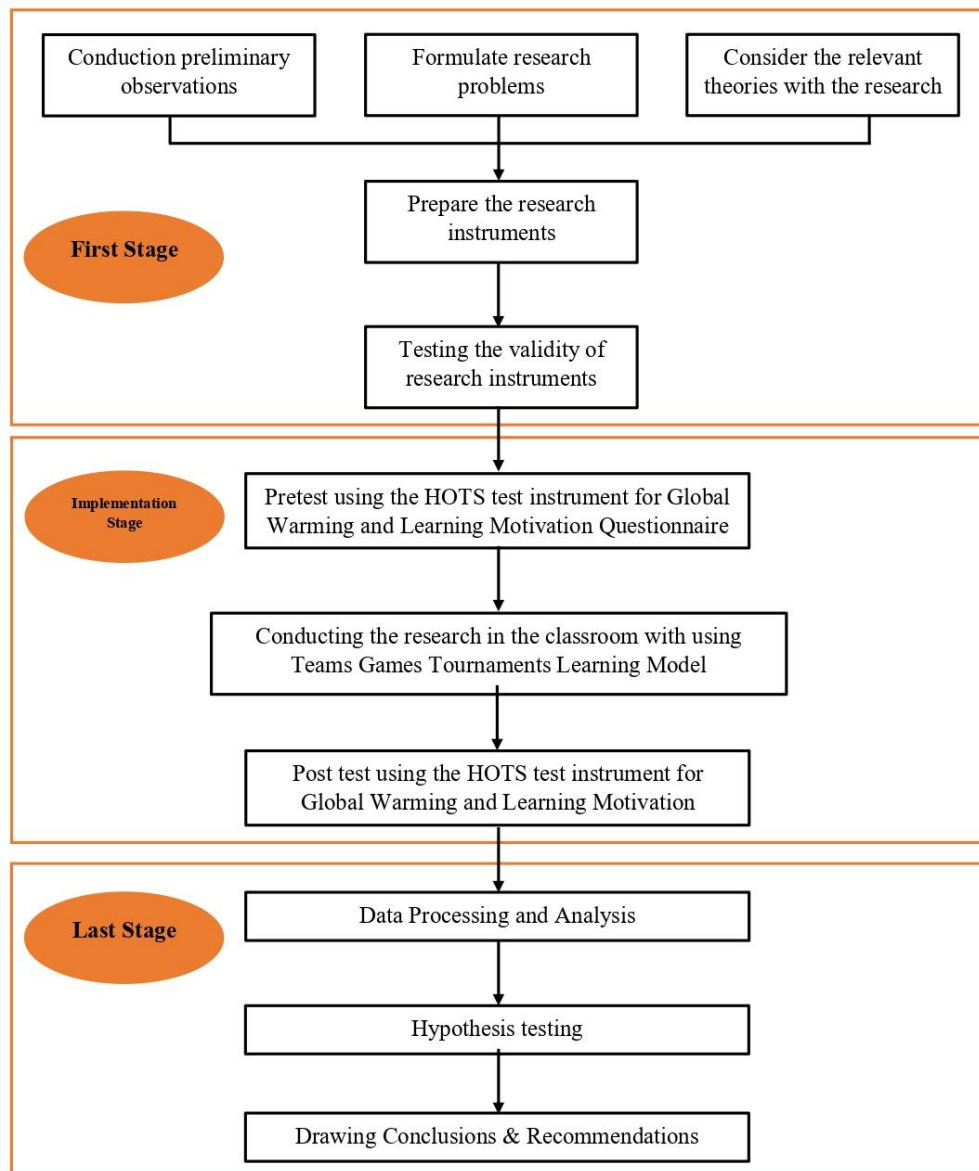 Conduction preliminary
observations
Formulate research
problems
Consider the relevant
theories with the research
Prepare the research
instruments
First Stage
Testing the validity of
research instruments
Implementation
Stage
Pretest using the HOTS test instrument for Global
Warming and Learning Motivation Questionnaire
Conducting the research in the classroom with using
Teams Games Tournaments Learning Model
Post test using the HOTS test instrument for
Global Warming and Learning Motivation
Last Stage
Data Processing and Analysis
Hypothesis testing
Drawing Conclusions & Recommendations